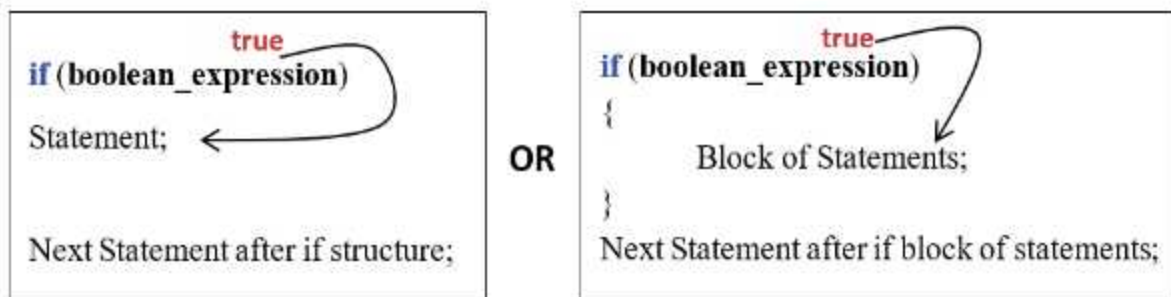 true
if (boolean_expression)
Statement;
Next Statement after if structure;
OR
true
if (boolean_expression)
{
Block of Statements;
}
Next Statement after if block of statements;